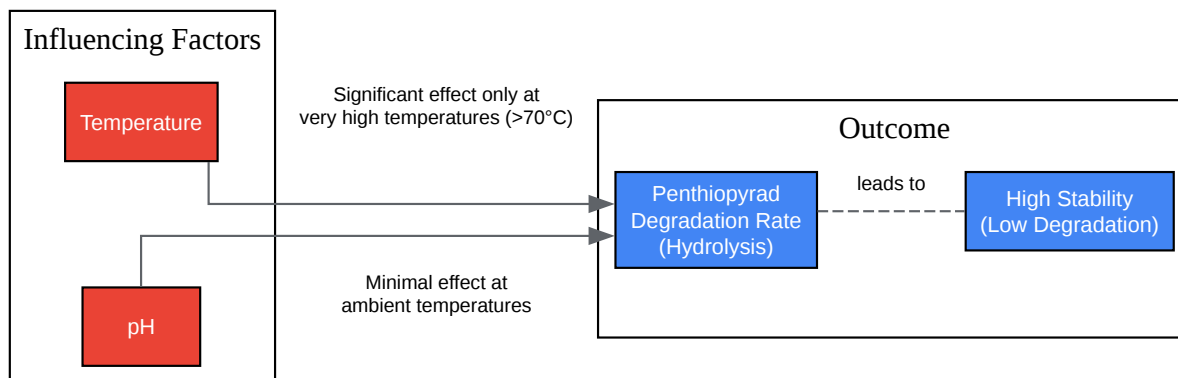 Influencing Factors
Temperature
pH
Significant effect only at
very high temperatures (>70°C)
Minimal effect at
ambient temperatures
Outcome
Penthiopyrad
Degradation Rate
(Hydrolysis)
leads to
High Stability
(Low Degradation)